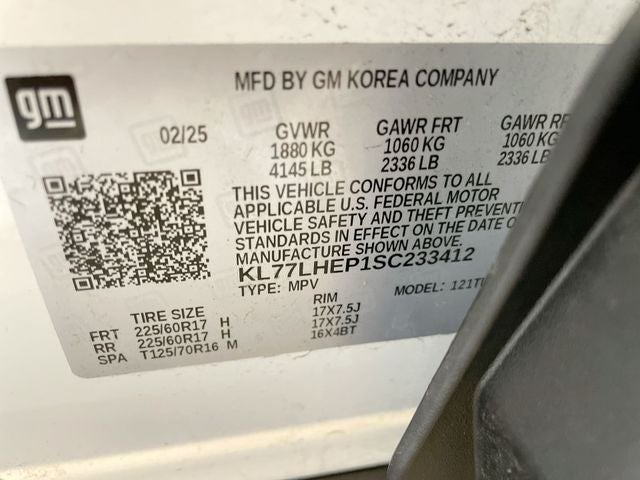 gm
MFD BY GM KOREA COMPANY
02/25 GVWR GAWR FRT GAWR
1880 KG 1060 KG 1060 KG
4145 LB 2336 LB 2336 LB
THIS VEHICLE CONFORMS TO ALL
APPLICABLE U.S. FEDERAL MOTOR
VEHICLE SAFETY AND THEFT
STANDARDS IN EFFECT ON THE DATE OF
MANUFACTURE SHOWN ABOVE.
KL77LHEP1SC233412
TYPE: MPV MODEL:
TIRE SIZE RIM
FRT 225/60R17 H 17X7.5J
RR 225/60R17 H 17X7.5J
SPA T125/70R16 M 16X4BT